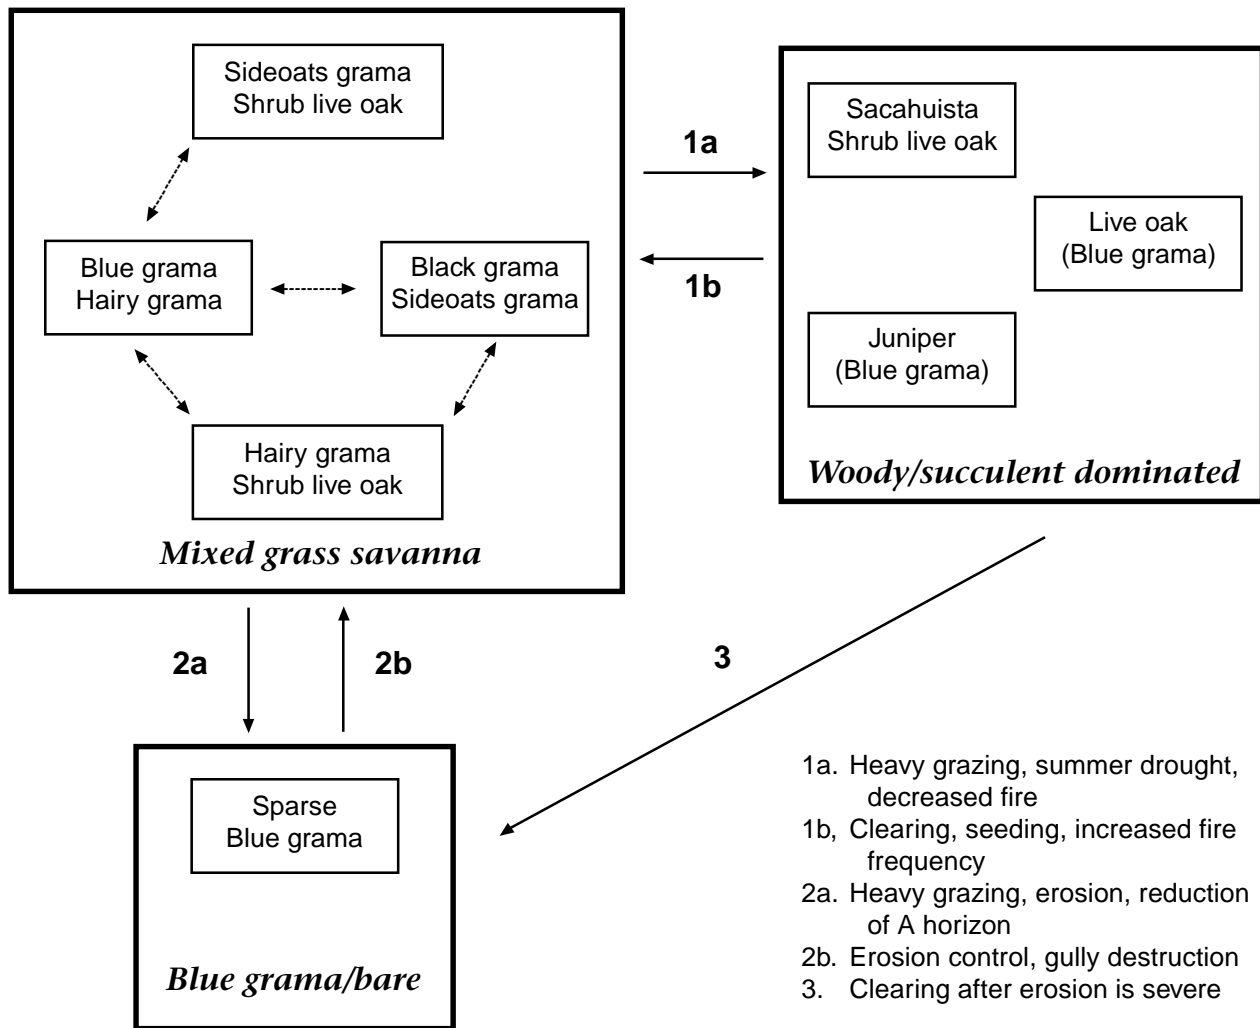 Sideoats grama
Shrub live oak
Blue grama
Hairy grama
Black grama
Sideoats grama
Hairy grama
Shrub live oak
Mixed grass savanna
1a
1b
Sacahuista
Shrub live oak
Live oak
(Blue grama)
Juniper
(Blue grama)
Woody/succulent dominated
2a
2b
3
Sparse
Blue grama
Blue grama/bare
1a. Heavy grazing, summer drought,
decreased fire
1b, Clearing, seeding, increased fire
frequency
2a. Heavy grazing, erosion, reduction
of A horizon
2b. Erosion control, gully destruction
3. Clearing after erosion is severe